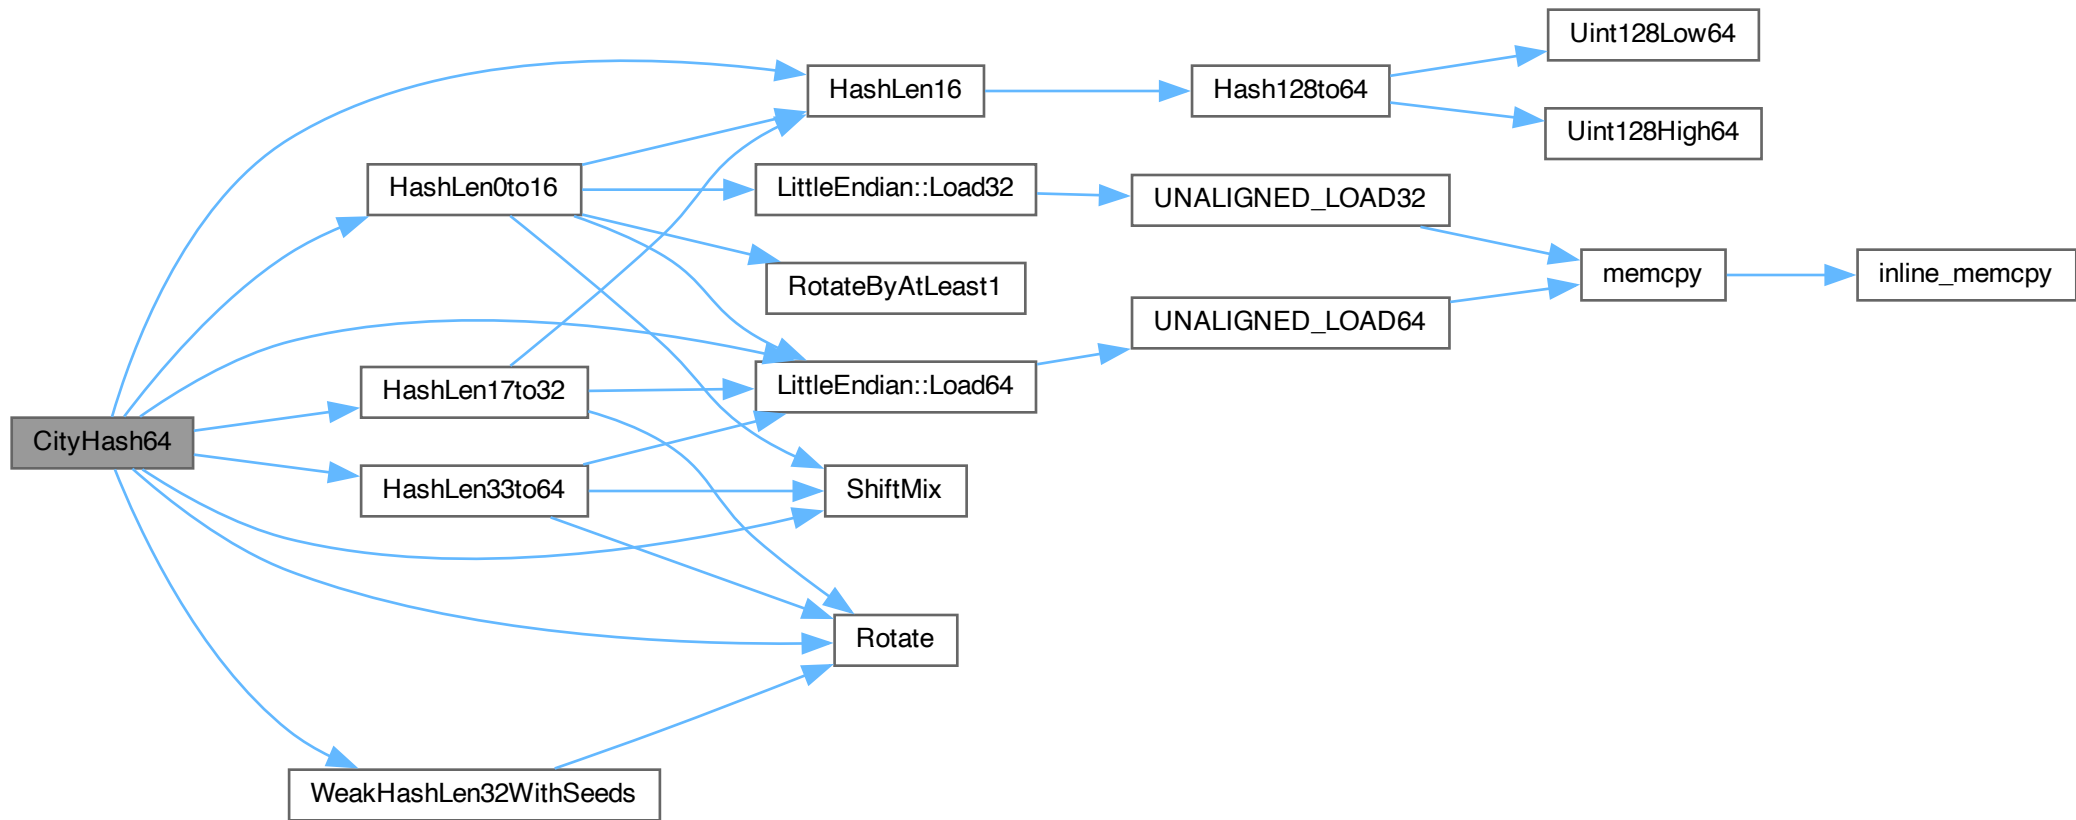 CityHash64
HashLen0to16
HashLen17to32
HashLen33to64
WeakHashLen32WithSeeds
HashLen16
LittleEndian::Load32
RotateByAtLeast1
LittleEndian::Load64
ShiftMix
Rotate
Hash128to64
UNALIGNED_LOAD32
UNALIGNED_LOAD64
Uint128Low64
Uint128High64
memcpy
inline_memcpy